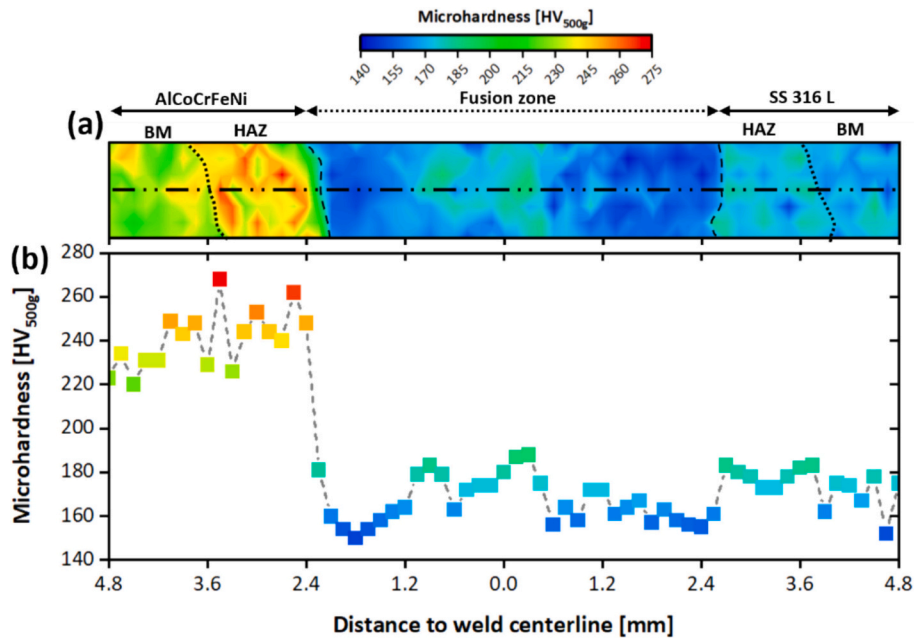 Microhardness [HV500g]
140 155 170 185 200 215 230 245 260 275
AlCoCrFeNi Fusion zone SS 316 L
(a) BM HAZ HAZ BM
(b)
Microhardness [HV500g]
280
260
240
220
200
180
160
140
4.8 3.6 2.4 1.2 0.0 1.2 2.4 3.6 4.8
Distance to weld centerline [mm]